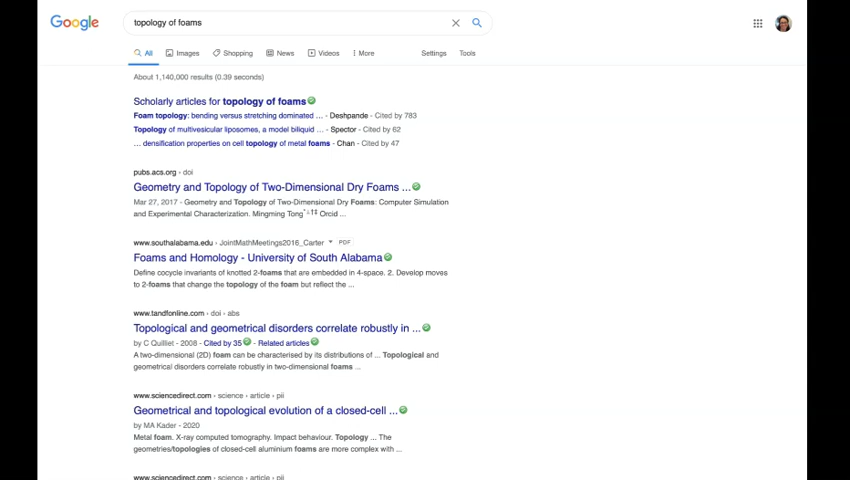 Google
topology of foams
All Images Shopping News Videos More Settings Tools
About 1,140,000 results (0.39 seconds)
Scholarly articles for topology of foams
Foam topology: bending versus stretching dominated ... - Deshpande - Cited by 783
Topology of multivesicular liposomes, a model biliquid ... - Spector - Cited by 62
... densification properties on cell topology of metal foams - Chan - Cited by 47
pubs.acs.org › doi
Geometry and Topology of Two-Dimensional Dry Foams ...
Mar 27, 2017 - Geometry and Topology of Two-Dimensional Dry Foams: Computer Simulation
and Experimental Characterization. Mingming Tong Orcid ...
www.southalabama.edu › JointMathMeetings2016_Carter PDF
Foams and Homology - University of South Alabama
Define cocycle invariants of knotted 2-foams that are embedded in 4-space. 2. Develop moves
to 2-foams that change the topology of the foam but reflect the ...
www.tandfonline.com › doi › abs
Topological and geometrical disorders correlate robustly in ...
by C Quilliet - 2008 - Cited by 35 - Related articles
A two-dimensional (2D) foam can be characterised by its distributions of ... Topological and
geometrical disorders correlate robustly in two-dimensional foams ...
www.sciencedirect.com › science › article › pii
Geometrical and topological evolution of a closed-cell ...
by MA Kader - 2020
Metal foam. X-ray computed tomography. Impact behaviour. Topology ... The
geometries/topologies of closed-cell aluminium foams are more complex with ...
www.sciencedirect.com › science › article › pii